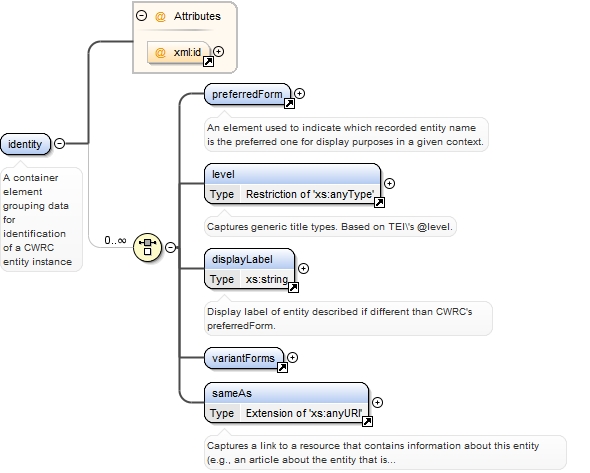 @ Attributes
@ xml:id
identity
A container
element
grouping data
for
identification
of a CWRC
entity instance
0..∞
preferredForm
An element used to indicate which recorded entity name
is the preferred one for display purposes in a given context.
level
Type Restriction of 'xs:anyType'
Captures generic title types. Based on TEI\'s @level.
displayLabel
Type xs:string
Display label of entity described if different than CWRC's
preferredForm.
variantForms
sameAs
Type Extension of 'xs:anyURI'
Captures a link to a resource that contains information about this entity
(e.g., an article about the entity that is...